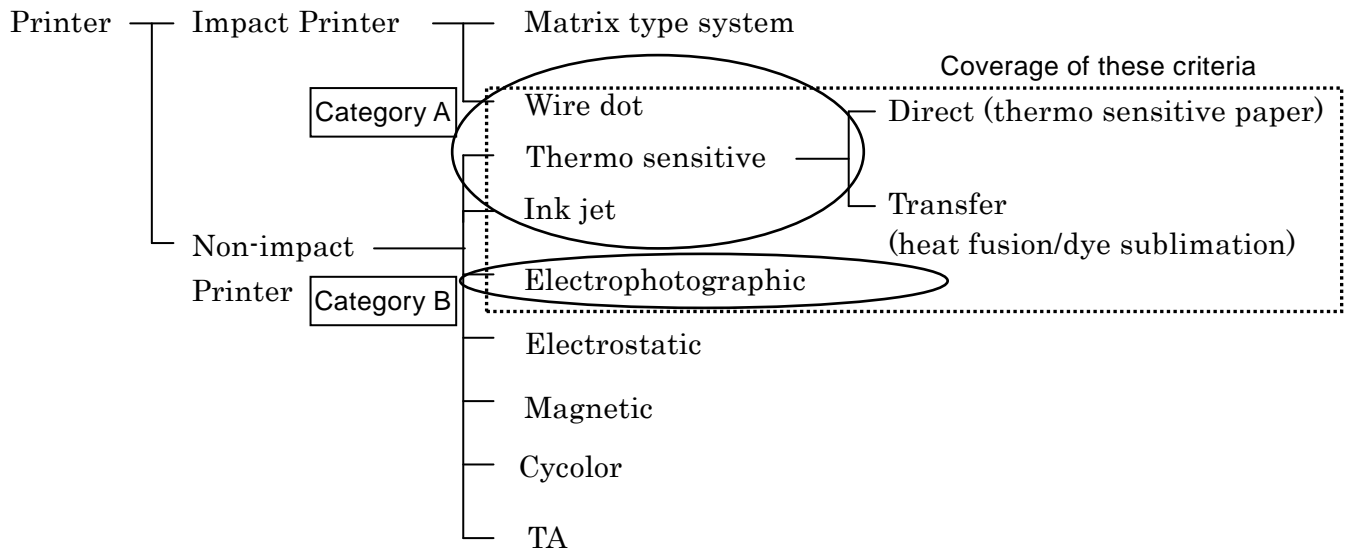 Printer
Impact Printer
Matrix type system
Coverage of these criteria
Category A
Wire dot
Direct (thermo sensitive paper)
Thermo sensitive
Ink jet
Transfer
(heat fusion/dye sublimation)
Non-impact
Printer
Category B
Electrophotographic
Electrostatic
Magnetic
Cycolor
TA